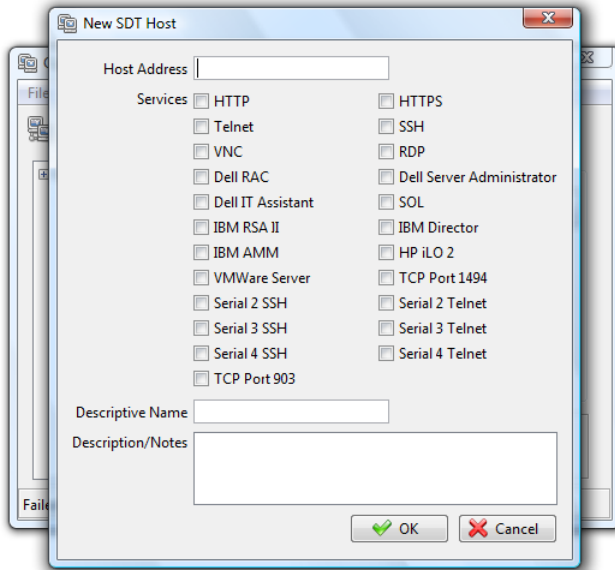 New SDT Host
File
Host Address
Services
HTTP
HTTPS
Telnet
SSH
VNC
RDP
Dell RAC
Dell Server Administrator
Dell IT Assistant
SOL
IBM RSA II
IBM Director
IBM AMM
HP iLO 2
VMWare Server
TCP Port 1494
Serial 2 SSH
Serial 2 Telnet
Serial 3 SSH
Serial 3 Telnet
Serial 4 SSH
Serial 4 Telnet
TCP Port 903
Descriptive Name
Description/Notes
OK
Cancel